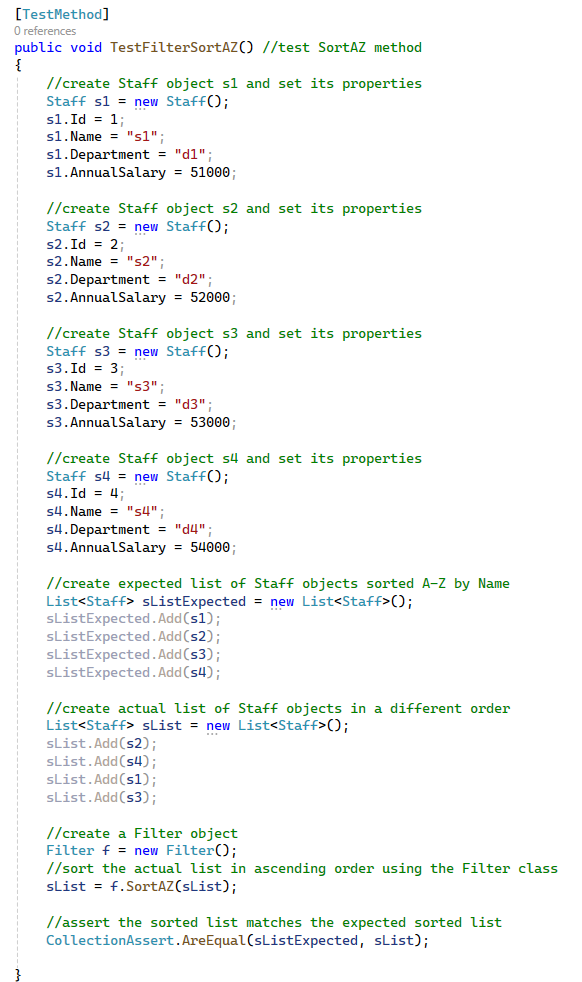 [TestMethod]
0 references
public void TestFilterSortAZ() //test SortAZ method
{
//create Staff object s1 and set its properties
Staff s1 = new Staff();
s1.Id = 1;
s1.Name = "s1";
s1.Department = "d1";
s1.AnnualSalary = 51000;
//create Staff object s2 and set its properties
Staff s2 = new Staff();
s2.Id = 2;
s2.Name = "s2";
s2.Department = "d2";
s2.AnnualSalary = 52000;
//create Staff object s3 and set its properties
Staff s3 = new Staff();
s3.Id = 3;
s3.Name = "s3";
s3.Department = "d3";
s3.AnnualSalary = 53000;
//create Staff object s4 and set its properties
Staff s4 = new Staff();
s4.Id = 4;
s4.Name = "s4";
s4.Department = "d4";
s4.AnnualSalary = 54000;
//create expected list of Staff objects sorted A-Z by Name
List<Staff> sListExpected = new List<Staff>();
sListExpected.Add(s1);
sListExpected.Add(s2);
sListExpected.Add(s3);
sListExpected.Add(s4);
//create actual list of Staff objects in a different order
List<Staff> sList = new List<Staff>();
sList.Add(s2);
sList.Add(s4);
sList.Add(s1);
sList.Add(s3);
//create a Filter object
Filter f = new Filter();
//sort the actual list in ascending order using the Filter class
sList = f.SortAZ(sList);
//assert the sorted list matches the expected sorted list
CollectionAssert.AreEqual(sListExpected, sList);
}